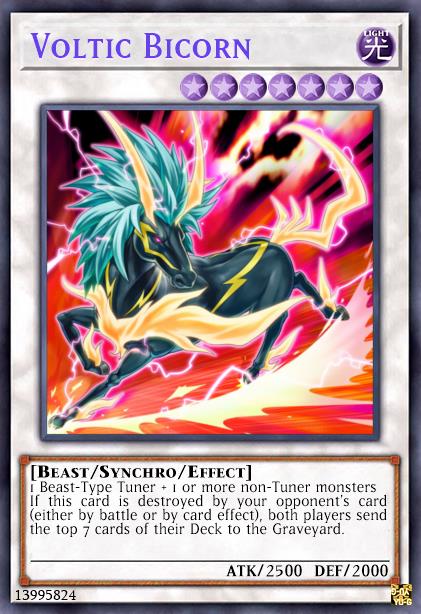 Voltic Bicorn
LIGHT
光
[Beast/Synchro/Effect]
1 Beast-Type Tuner + 1 or more non-Tuner monsters
If this card is destroyed by your opponent's card
(either by battle or by card effect), both players send
the top 7 cards of their Deck to the Graveyard.
ATK/2500 DEF/2000
13995824